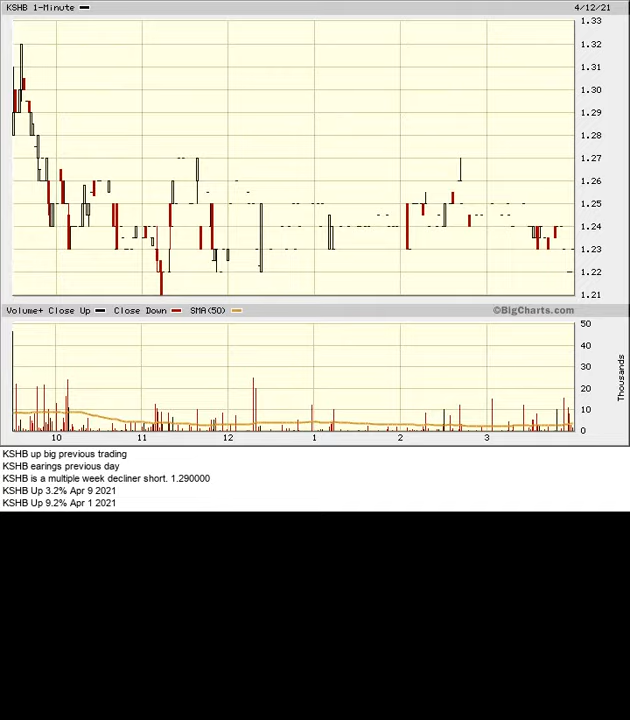 KSHB 1-Minute 4/12/21
1.33
1.32
1.31
1.30
1.29
1.28
1.27
1.26
1.25
1.24
1.23
1.22
1.21
Volume+ Close Up Close Down SMA(50) ©BigCharts.com
50
40
30
20
10
0
Thousands
10 11 12 1 2 3
KSHB up big previous trading
KSHB earings previous day
KSHB is a multiple week decliner short. 1.290000
KSHB Up 3.2% Apr 9 2021
KSHB Up 9.2% Apr 1 2021